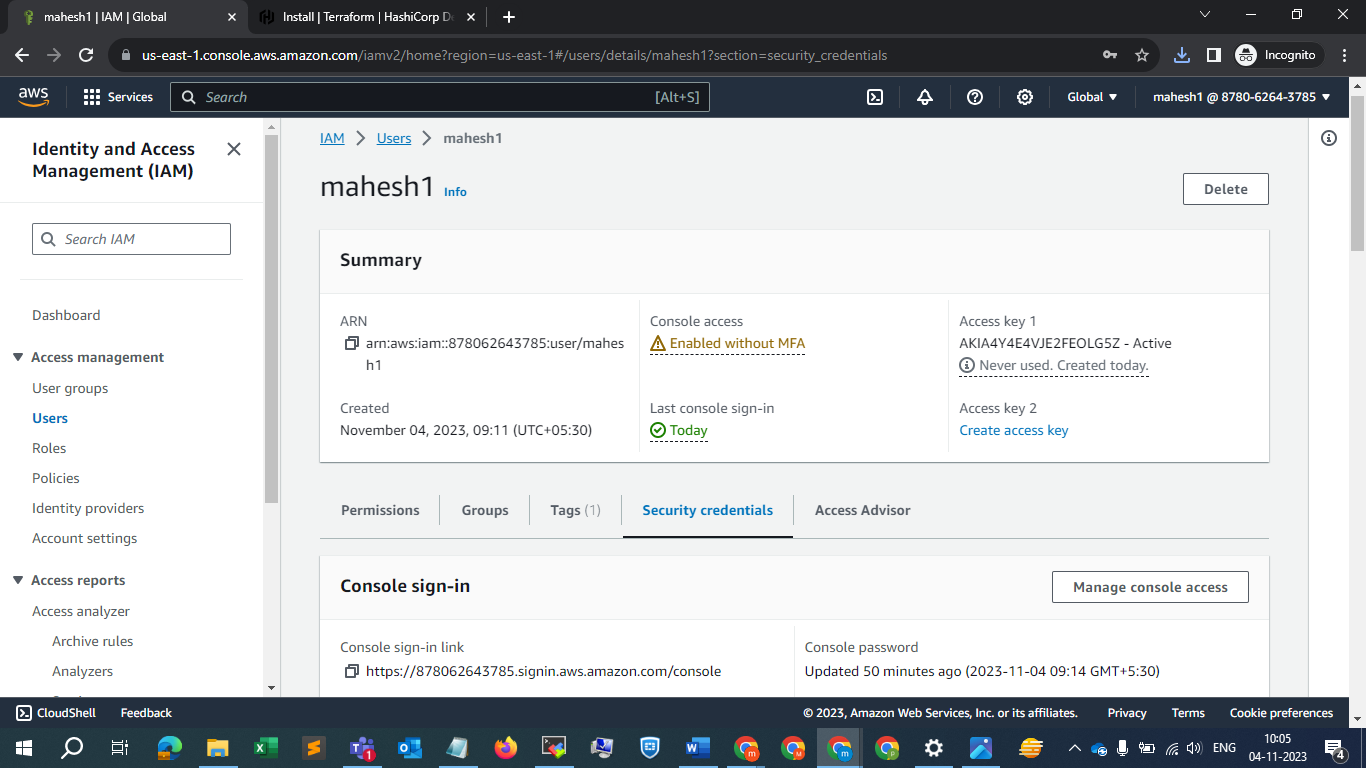 mahesh1 | IAM | Global
Install | Terraform | HashiCorp De
us-east-1.console.aws.amazon.com/iamv2/home?region=us-east-1#/users/details/mahesh1?section=security_credentials
Incognito
aws
Services
Search
[Alt+S]
Global
mahesh1 @ 8780-6264-3785
Identity and Access
Management (IAM)
Search IAM
Dashboard
Access management
User groups
Users
Roles
Policies
Identity providers
Account settings
Access reports
Access analyzer
Archive rules
Analyzers
IAM > Users > mahesh1
mahesh1 Info
Delete
Summary
ARN
arn:aws:iam::878062643785:user/mahes
h1
Console access
Enabled without MFA
Access key 1
AKIA4Y4E4VJE2FEOLG5Z - Active
Never used. Created today.
Created
November 04, 2023, 09:11 (UTC+05:30)
Last console sign-in
Today
Access key 2
Create access key
Permissions
Groups
Tags (1)
Security credentials
Access Advisor
Console sign-in
Manage console access
Console sign-in link
https://878062643785.signin.aws.amazon.com/console
Console password
Updated 50 minutes ago (2023-11-04 09:14 GMT+5:30)
CloudShell
Feedback
© 2023, Amazon Web Services, Inc. or its affiliates.
Privacy
Terms
Cookie preferences
ENG
10:05
04-11-2023
4